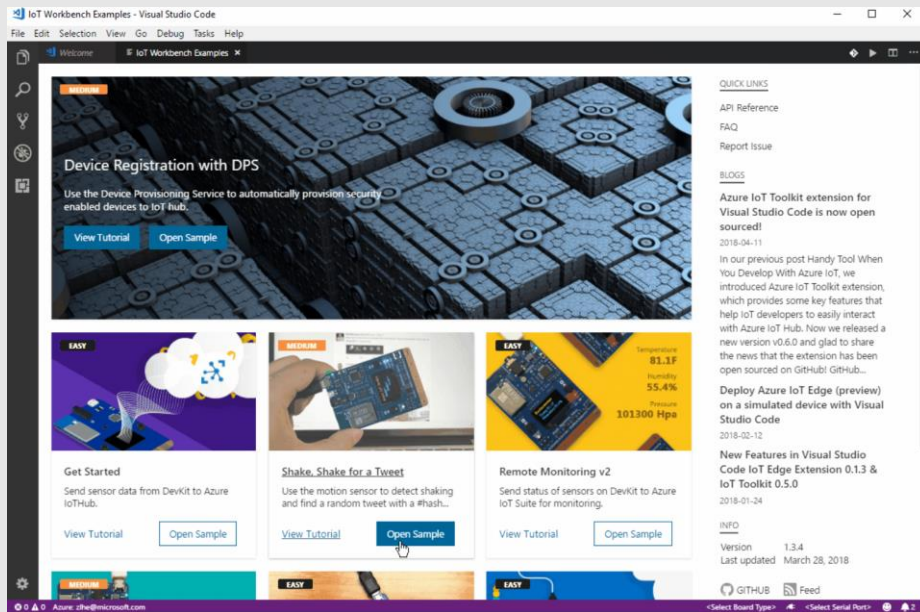 IoT Workbench Examples - Visual Studio Code
File Edit Selection View Go Debug Tasks Help
Welcome
IoT Workbench Examples
MEDIUM
Device Registration with DPS
Use the Device Provisioning Service to automatically provision security
enabled devices to IoT hub.
View Tutorial
Open Sample
EASY
Get Started
Send sensor data from DevKit to Azure
IoTHub.
View Tutorial
Open Sample
MEDIUM
Shake, Shake for a Tweet
Use the motion sensor to detect shaking
and find a random tweet with a #hash...
View Tutorial
Open Sample
EASY
Temperature
81.1F
Humidity
55.4%
Pressure
101300 Hpa
Remote Monitoring v2
Send status of sensors on DevKit to Azure
IoT Suite for monitoring.
View Tutorial
Open Sample
MEDIUM
EASY
EASY
QUICK LINKS
API Reference
FAQ
Report Issue
BLOGS
Azure IoT Toolkit extension for
Visual Studio Code is now open
sourced!
2018-04-11
In our previous post Handy Tool When
You Develop With Azure IoT, we
introduced Azure IoT Toolkit extension,
which provides some key features that
help IoT developers to easily interact
with Azure IoT Hub. Now we released a
new version v0.6.0 and glad to share
the news that the extension has been
open sourced on GitHub! GitHub...
Deploy Azure IoT Edge (preview)
on a simulated device with Visual
Studio Code
2018-02-12
New Features in Visual Studio
Code IoT Edge Extension 0.1.3 &
IoT Toolkit 0.5.0
2018-01-24
INFO
Version 1.3.4
Last updated March 28, 2018
GITHUB Feed
0 0 Azure: zlhe@microsoft.com
<Select Board Type> <Select Serial Port> 2